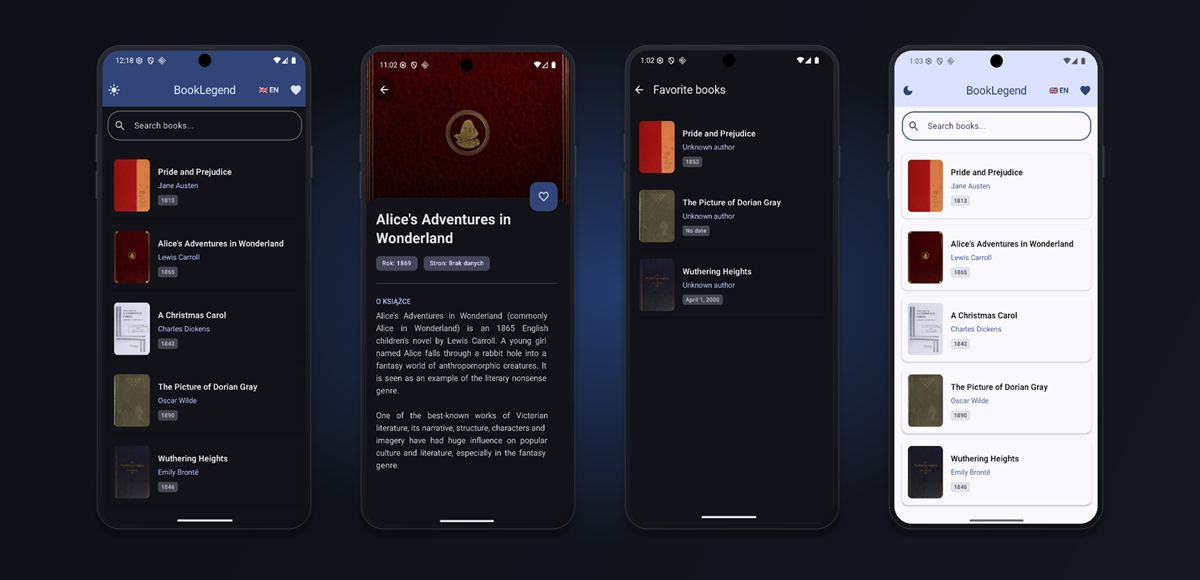 12:18
BookLegend
EN
Search books...
Pride and Prejudice
Jane Austen
1813
Alice's Adventures in Wonderland
Lewis Carroll
1865
A Christmas Carol
Charles Dickens
1843
The Picture of Dorian Gray
Oscar Wilde
1890
Wuthering Heights
Emily Brontë
1846
11:02
Alice's Adventures in
Wonderland
Rok: 1869 Stron: Brak danych
O KSIĄŻCE
Alice's Adventures in Wonderland (commonly
Alice in Wonderland) is an 1865 English
children's novel by Lewis Carroll. A young girl
named Alice falls through a rabbit hole into a
fantasy world of anthropomorphic creatures. It
is seen as an example of the literary nonsense
genre.
One of the best-known works of Victorian
literature, its narrative, structure, characters and
imagery have had huge influence on popular
culture and literature, especially in the fantasy
genre.
1:02
Favorite books
Pride and Prejudice
Unknown author
1853
The Picture of Dorian Gray
Unknown author
No date
Wuthering Heights
Unknown author
April 1, 2000
1:03
BookLegend
EN
Search books...
Pride and Prejudice
Jane Austen
1813
Alice's Adventures in Wonderland
Lewis Carroll
1865
A Christmas Carol
Charles Dickens
1843
The Picture of Dorian Gray
Oscar Wilde
1890
Wuthering Heights
Emily Brontë
1846